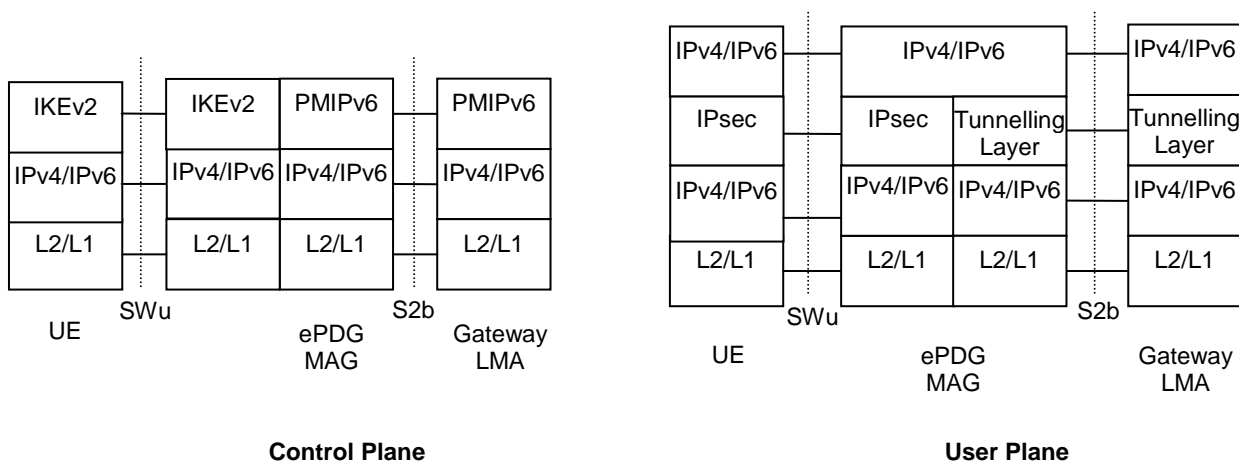 IKEv2
IKEv2
PMIPv6
PMIPv6
IPv4/IPv6
IPv4/IPv6
IPv4/IPv6
IPv4/IPv6
L2/L1
L2/L1
L2/L1
L2/L1
SWu
S2b
UE
ePDG
MAG
Gateway
LMA
Control Plane
IPv4/IPv6
IPv4/IPv6
IPv4/IPv6
IPsec
IPsec
Tunnelling
Layer
Tunnelling
Layer
IPv4/IPv6
IPv4/IPv6
IPv4/IPv6
IPv4/IPv6
L2/L1
L2/L1
L2/L1
L2/L1
SWu
S2b
UE
ePDG
MAG
Gateway
LMA
User Plane